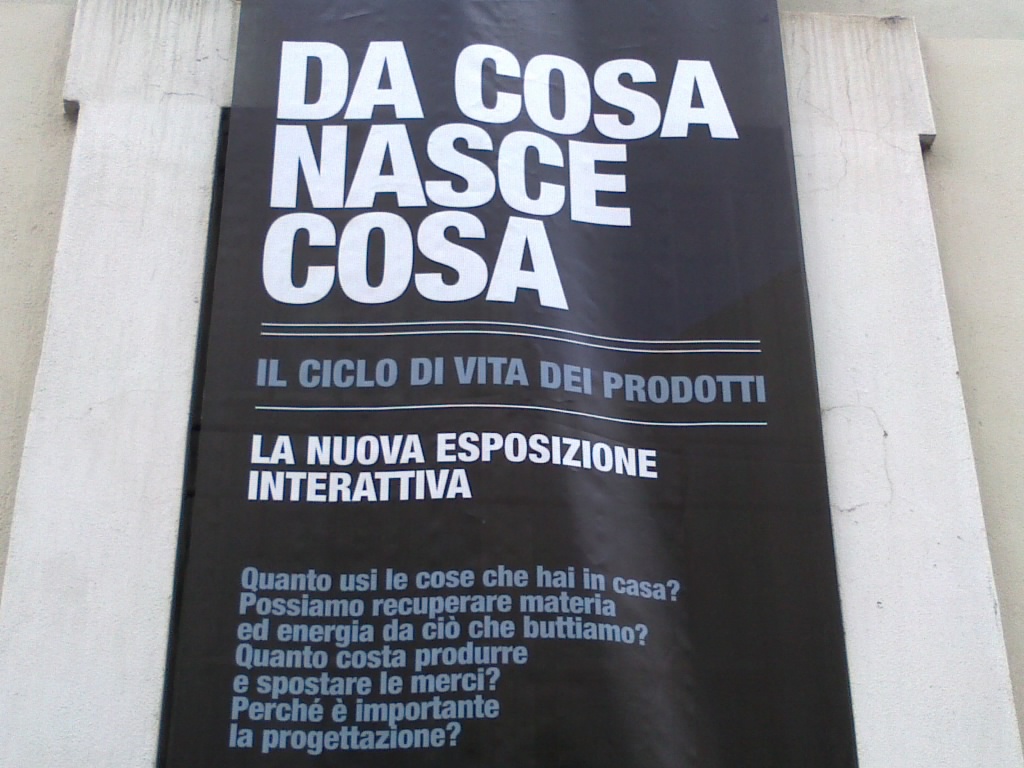 DA COSA
NASCE
COSA
IL CICLO DI VITA DEI PRODOTTI
LA NUOVA ESPOSIZIONE
INTERATTIVA
Quanto usi le cose che hai in casa?
Possiamo recuperare materia
ed energia da ciò che buttiamo?
Quanto costa produrre
e spostare le merci?
Perché è importante
la progettazione?